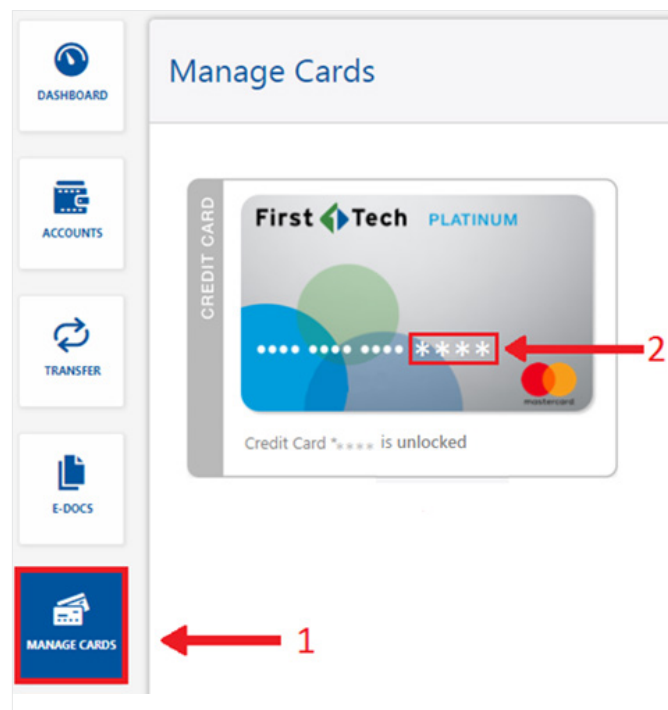 DASHBOARD
Manage Cards
ACCOUNTS
CREDIT CARD
First Tech PLATINUM
•••• •••• •••• ****
2
mastercard
TRANSFER
Credit Card **** is unlocked
E-DOCS
MANAGE CARDS
1